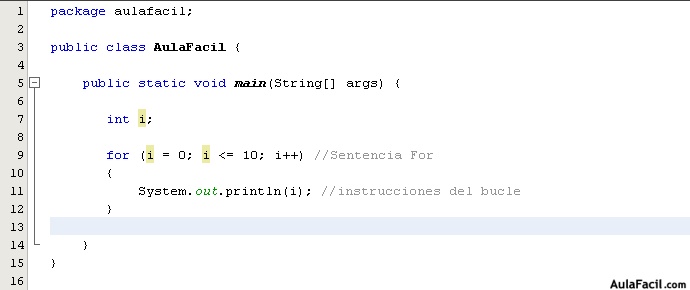 1 package aulafacil;
2
3 public class AulaFacil {
4
5 public static void main(String[] args) {
6
7 int i;
8
9 for (i = 0; i <= 10; i++) //Sentencia For
10 {
11 System.out.println(i); //instrucciones del bucle
12 }
13
14 }
15 }
16
AulaFacil.com